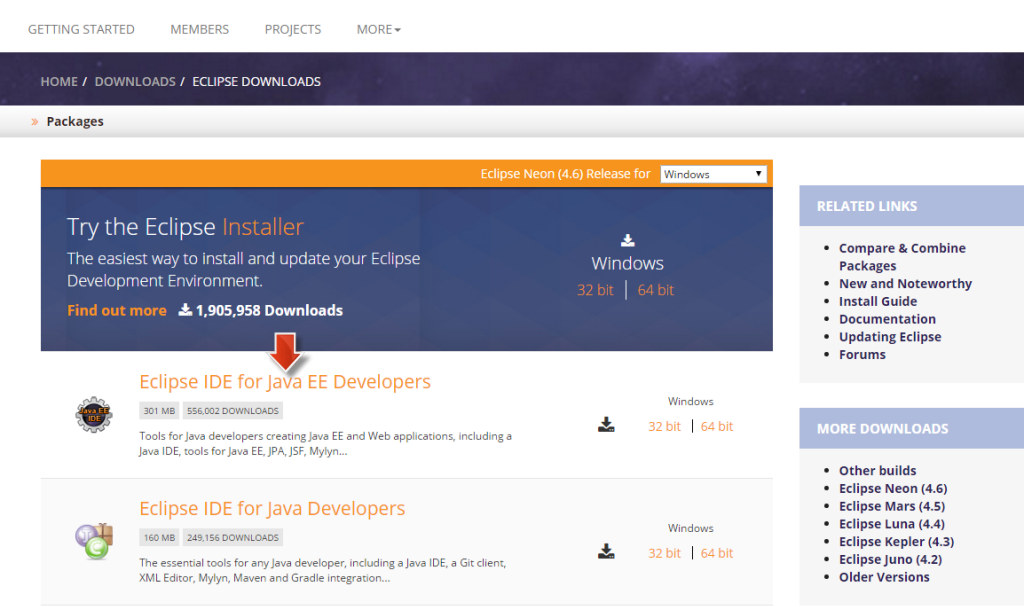 GETTING STARTED MEMBERS PROJECTS MORE
HOME / DOWNLOADS / ECLIPSE DOWNLOADS
» Packages
Eclipse Neon (4.6) Release for Windows
Try the Eclipse Installer
The easiest way to install and update your Eclipse
Development Environment.
Find out more 1,905,958 Downloads
Windows
32 bit | 64 bit
Eclipse IDE for Java EE Developers
301 MB 556,002 DOWNLOADS
Tools for Java developers creating Java EE and Web applications, including a
Java IDE, tools for Java EE, JPA, JSF, Mylyn...
Java EE
IDE
Windows
32 bit | 64 bit
Eclipse IDE for Java Developers
160 MB 249,156 DOWNLOADS
The essential tools for any Java developer, including a Java IDE, a Git client,
XML Editor, Mylyn, Maven and Gradle integration...
Windows
32 bit | 64 bit
RELATED LINKS
• Compare & Combine
Packages
• New and Noteworthy
• Install Guide
• Documentation
• Updating Eclipse
• Forums
MORE DOWNLOADS
• Other builds
• Eclipse Neon (4.6)
• Eclipse Mars (4.5)
• Eclipse Luna (4.4)
• Eclipse Kepler (4.3)
• Eclipse Juno (4.2)
• Older Versions